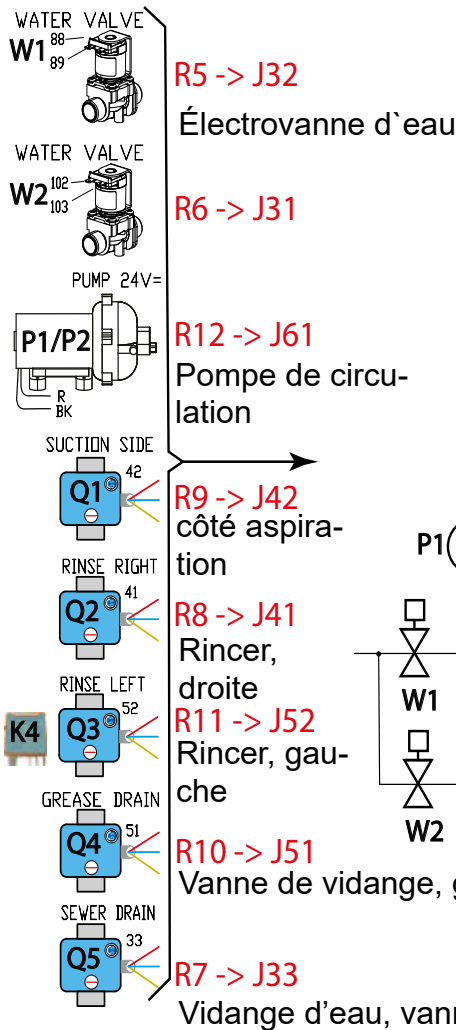 WATER VALVE
W1 88
89
R5 -> J32
Électrovanne d`eau
WATER VALVE
W2 102
103
R6 -> J31
PUMP 24V=
P1/P2
R12 -> J61
R
BK
Pompe de circu-
lation
SUCTION SIDE
Q1 42
R9 -> J42
côté aspira-
tion
P1
RINSE RIGHT
Q2 41
R8 -> J41
Rincer,
droite
W1
RINSE LEFT
K4 Q3 52
R11 -> J52
Rincer, gau-
che
GREASE DRAIN
Q4 51
W2
R10 -> J51
Vanne de vidange,
SEWER DRAIN
Q5 33
R7 -> J33
Vidange d’eau,